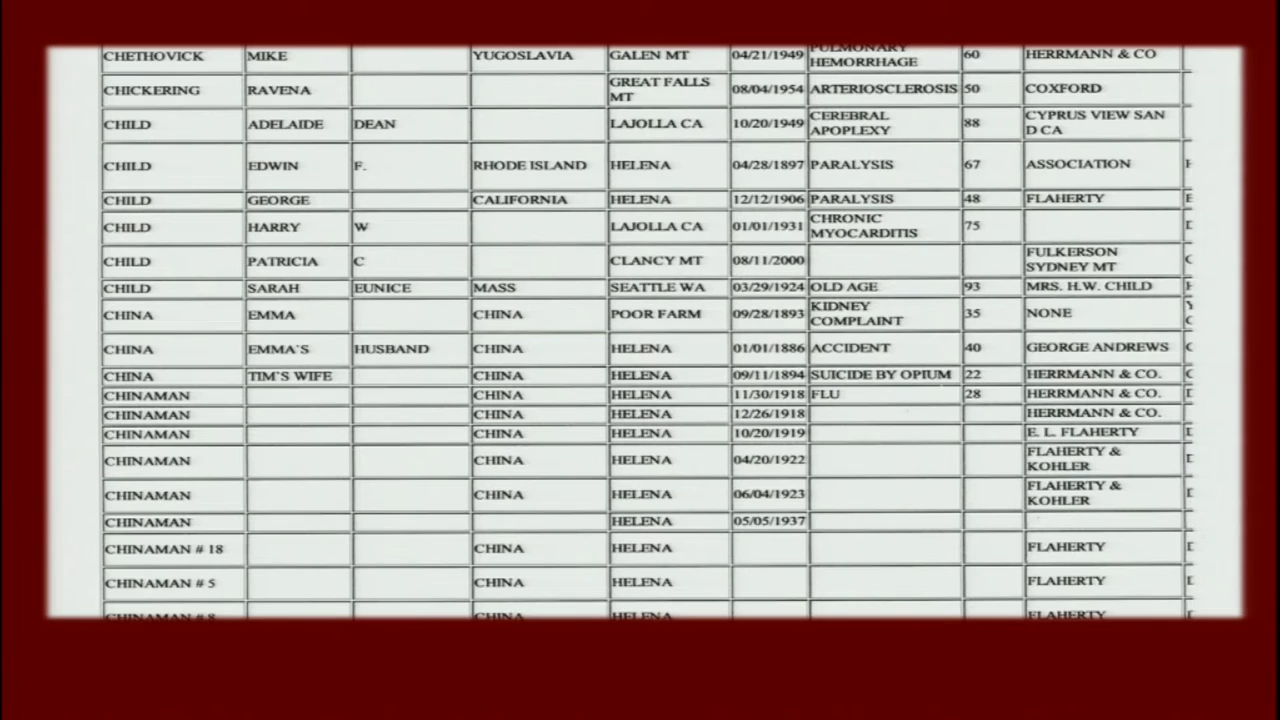 CHETHOVICK MIKE YUGOSLAVIA GALEN MT 04/21/1949 PULMONARY HEMORRHAGE 60 HERRMANN & CO
CHICKERING RAVENA GREAT FALLS MT 08/04/1954 ARTERIOSCLEROSIS 50 COXFORD
CHILD ADELAIDE DEAN LAJOLLA CA 10/20/1949 CEREBRAL APOPLEXY 88 CYPRUS VIEW SAN D CA
CHILD EDWIN F. RHODE ISLAND HELENA 04/28/1897 PARALYSIS 67 ASSOCIATION
CHILD GEORGE CALIFORNIA HELENA 12/12/1906 PARALYSIS 48 FLAHERTY
CHILD HARRY W LAJOLLA CA 01/01/1931 CHRONIC MYOCARDITIS 75
CHILD PATRICIA C CLANCY MT 08/11/2000 FULKERSON SYDNEY MT
CHILD SARAH EUNICE MASS SEATTLE WA 03/29/1924 OLD AGE 93 MRS. H.W. CHILD
CHINA EMMA CHINA POOR FARM 09/28/1893 KIDNEY COMPLAINT 35 NONE
CHINA EMMA'S HUSBAND CHINA HELENA 01/01/1886 ACCIDENT 40 GEORGE ANDREWS
CHINA TIM'S WIFE CHINA HELENA 09/11/1894 SUICIDE BY OPIUM 22 HERRMANN & CO.
CHINAMAN CHINA HELENA 11/30/1918 FLU 28 HERRMANN & CO.
CHINAMAN CHINA HELENA 12/26/1918 HERRMANN & CO.
CHINAMAN CHINA HELENA 10/20/1919 E. L. FLAHERTY
CHINAMAN CHINA HELENA 04/20/1922 FLAHERTY & KOHLER
CHINAMAN CHINA HELENA 06/04/1923 FLAHERTY & KOHLER
CHINAMAN HELENA 05/05/1937
CHINAMAN # 18 CHINA HELENA FLAHERTY
CHINAMAN # 5 CHINA HELENA FLAHERTY
CHINAMAN # 8 CHINA HELENA FLAHERTY